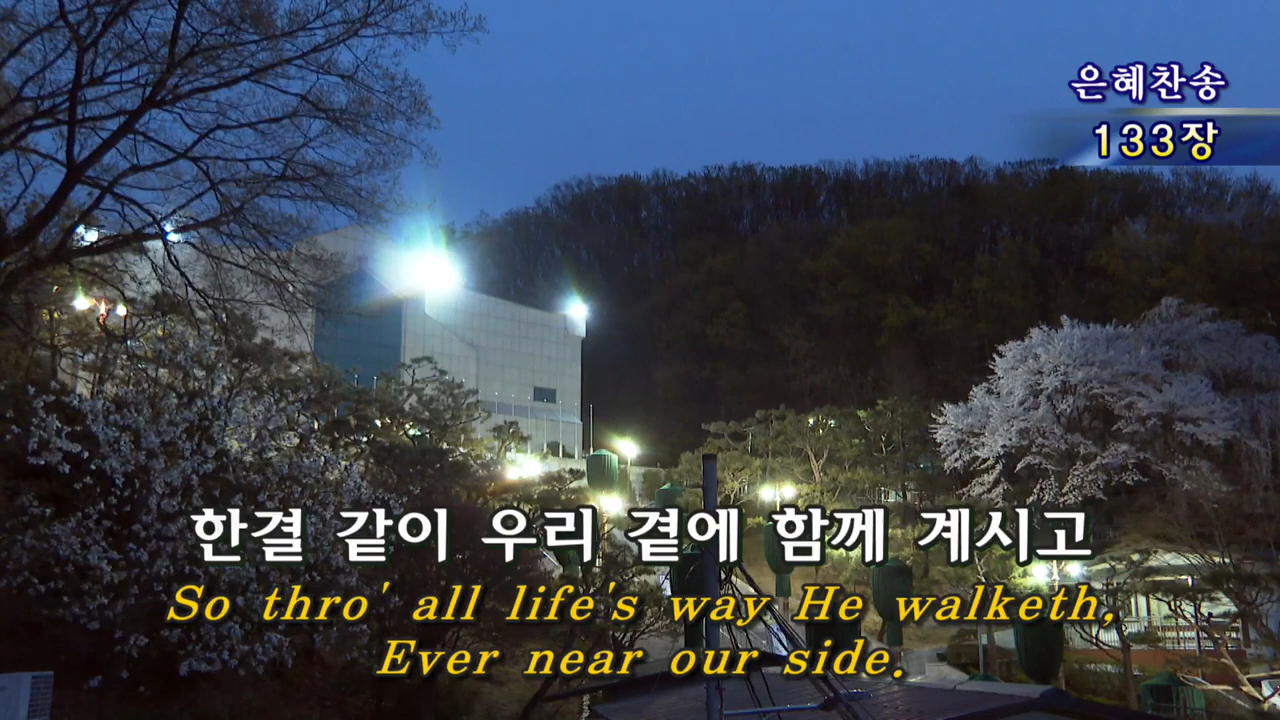 은혜찬송
133장
한결 같이 우리 곁에 함께 계시고
So thro' all life's way He walketh,
Ever near our side.